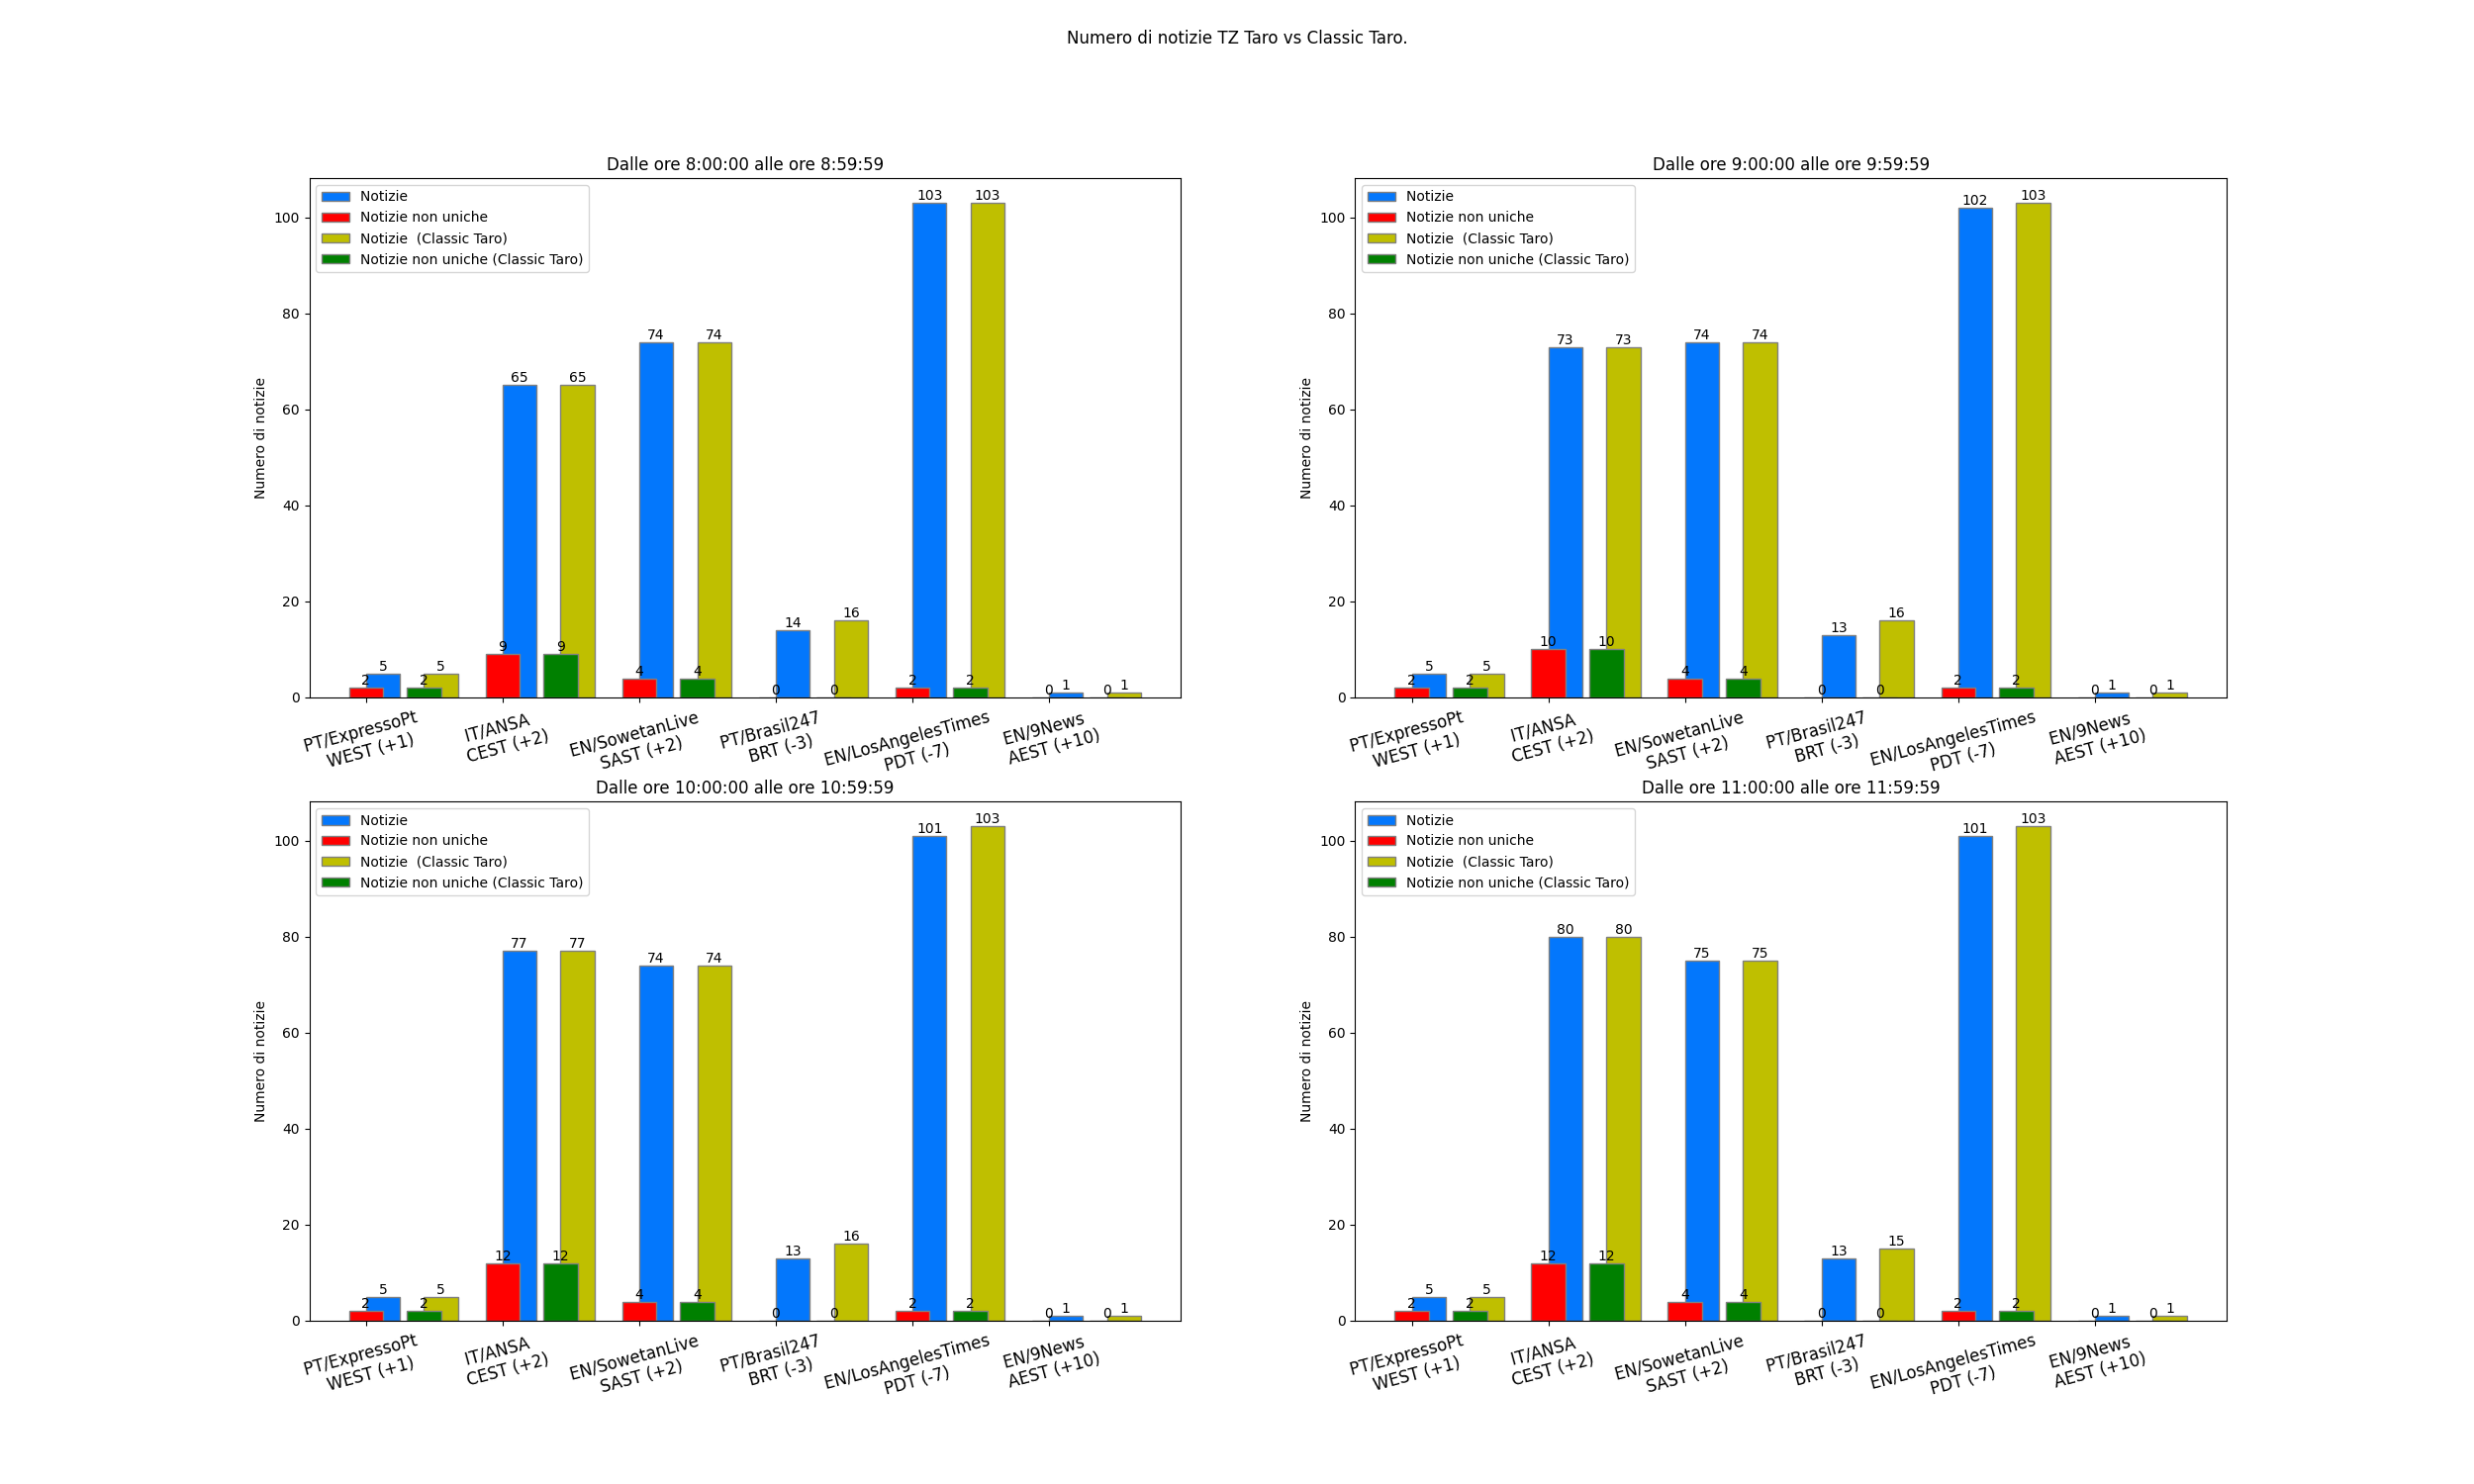 Numero di notizie TZ Taro vs Classic Taro.
Dalle ore 8:00:00 alle ore 8:59:59
Notizie
Notizie non uniche
Notizie  (Classic Taro)
Notizie non uniche (Classic Taro)
Numero di notizie
100
80
60
40
20
0
2 5 2 5
9 65 9 65
4 74 4 74
0 14 0 16
2 103 2 103
0 1 0 1
PT/ExpressoPt
WEST (+1)
IT/ANSA
CEST (+2)
EN/SowetanLive
SAST (+2)
PT/Brasil247
BRT (-3)
EN/LosAngelesTimes
PDT (-7)
EN/9News
AEST (+10)
Dalle ore 9:00:00 alle ore 9:59:59
Notizie
Notizie non uniche
Notizie  (Classic Taro)
Notizie non uniche (Classic Taro)
Numero di notizie
100
80
60
40
20
0
2 5 2 5
10 73 10 73
4 74 4 74
0 13 0 16
2 102 2 103
0 1 0 1
PT/ExpressoPt
WEST (+1)
IT/ANSA
CEST (+2)
EN/SowetanLive
SAST (+2)
PT/Brasil247
BRT (-3)
EN/LosAngelesTimes
PDT (-7)
EN/9News
AEST (+10)
Dalle ore 10:00:00 alle ore 10:59:59
Notizie
Notizie non uniche
Notizie  (Classic Taro)
Notizie non uniche (Classic Taro)
Numero di notizie
100
80
60
40
20
0
2 5 2 5
12 77 12 77
4 74 4 74
0 13 0 16
2 101 2 103
0 1 0 1
PT/ExpressoPt
WEST (+1)
IT/ANSA
CEST (+2)
EN/SowetanLive
SAST (+2)
PT/Brasil247
BRT (-3)
EN/LosAngelesTimes
PDT (-7)
EN/9News
AEST (+10)
Dalle ore 11:00:00 alle ore 11:59:59
Notizie
Notizie non uniche
Notizie  (Classic Taro)
Notizie non uniche (Classic Taro)
Numero di notizie
100
80
60
40
20
0
2 5 2 5
12 80 12 80
4 75 4 75
0 13 0 15
2 101 2 103
0 1 0 1
PT/ExpressoPt
WEST (+1)
IT/ANSA
CEST (+2)
EN/SowetanLive
SAST (+2)
PT/Brasil247
BRT (-3)
EN/LosAngelesTimes
PDT (-7)
EN/9News
AEST (+10)